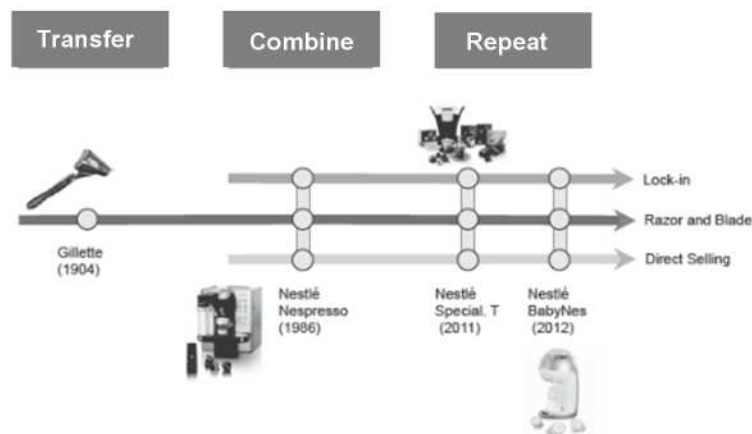 Transfer
Combine
Repeat
Lock-in
Razor and Blade
Direct Selling
Gillette
(1904)
Nestlé
Nespresso
(1986)
Nestlé
Special. T
(2011)
Nestlé
BabyNes
(2012)